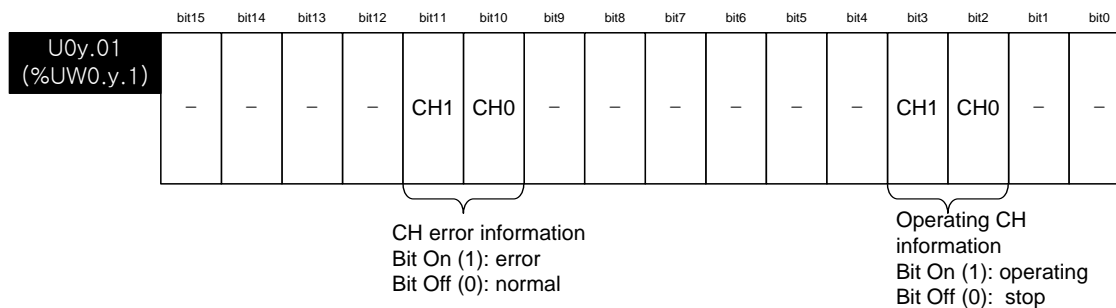 bit15 bit14 bit13 bit12 bit11 bit10 bit9 bit8 bit7 bit6 bit5 bit4 bit3 bit2 bit1 bit0
U0y.01
(%UW0.y.1)
– – – – CH1 CH0 – – – – – – CH1 CH0 – –
CH error information
Bit On (1): error
Bit Off (0): normal
Operating CH
information
Bit On (1): operating
Bit Off (0): stop